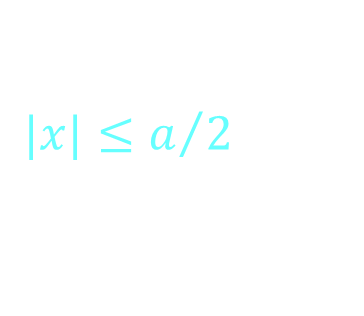 |x| ≤ a/2